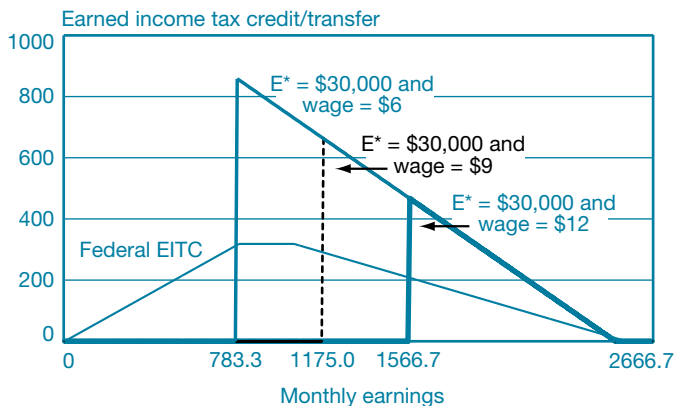 Earned income tax credit/transfer
1000
800
600
400
200
0
E* = $30,000 and
wage = $6
E* = $30,000 and
wage = $9
E* = $30,000 and
wage = $12
Federal EITC
0 783.3 1175.0 1566.7 2666.7
Monthly earnings